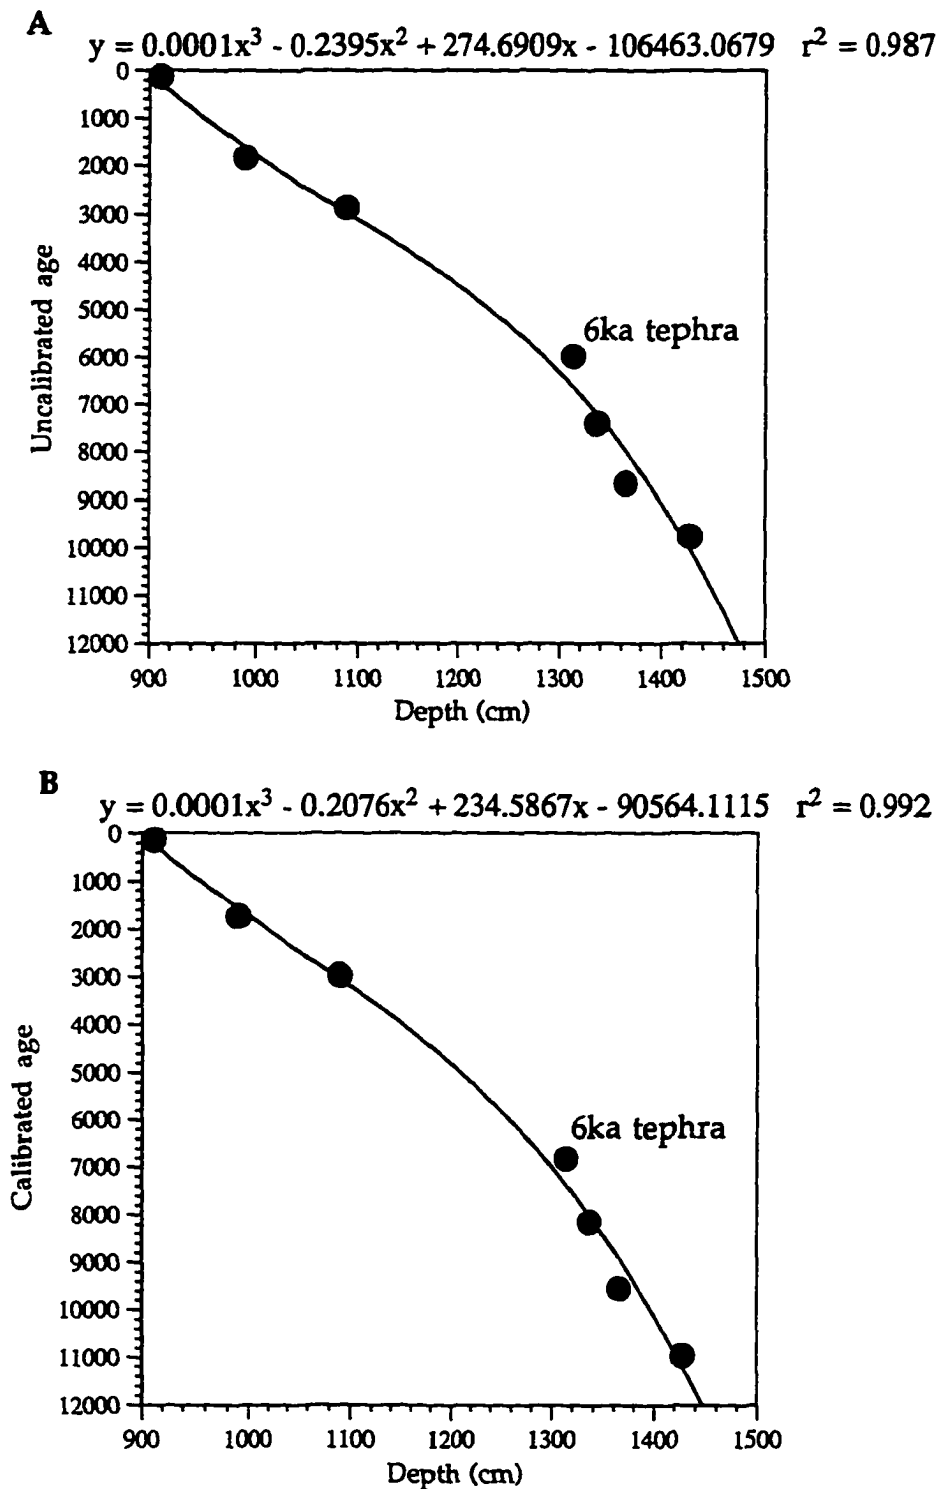 A
y = 0.0001x³ - 0.2395x² + 274.6909x - 106463.0679 r² = 0.987
0
1000
2000
3000
4000
5000
6000
7000
8000
9000
10000
11000
12000
Uncalibrated age
6ka tephra
900 1000 1100 1200 1300 1400 1500
Depth (cm)
B
y = 0.0001x³ - 0.2076x² + 234.5867x - 90564.1115 r² = 0.992
0
1000
2000
3000
4000
5000
6000
7000
8000
9000
10000
11000
12000
Calibrated age
6ka tephra
900 1000 1100 1200 1300 1400 1500
Depth (cm)